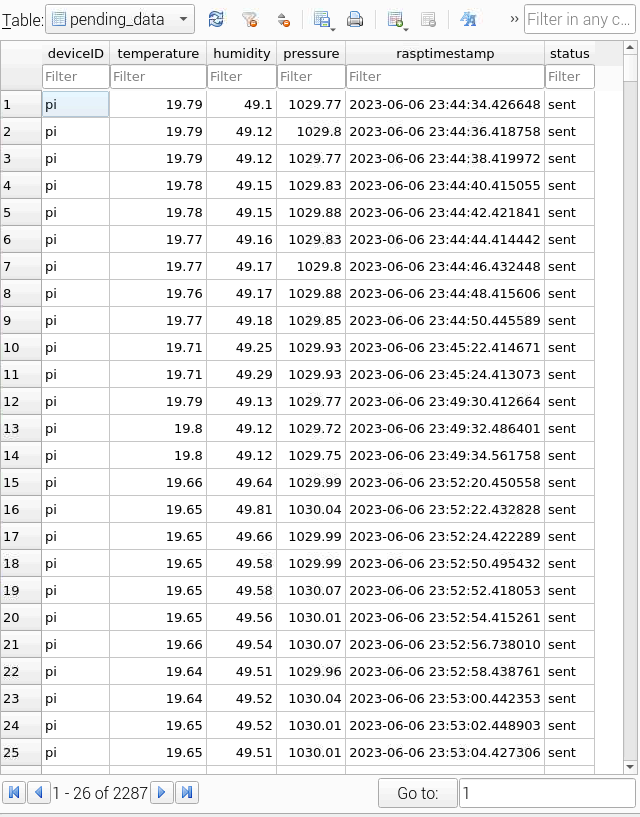 Table: pending_data » Filter in any c...
deviceID temperature humidity pressure rasptimestamp status
Filter Filter Filter Filter Filter Filter
1 pi 19.79 49.1 1029.77 2023-06-06 23:44:34.426648 sent
2 pi 19.79 49.12 1029.8 2023-06-06 23:44:36.418758 sent
3 pi 19.79 49.12 1029.77 2023-06-06 23:44:38.419972 sent
4 pi 19.78 49.15 1029.83 2023-06-06 23:44:40.415055 sent
5 pi 19.78 49.15 1029.88 2023-06-06 23:44:42.421841 sent
6 pi 19.77 49.16 1029.83 2023-06-06 23:44:44.414442 sent
7 pi 19.77 49.17 1029.8 2023-06-06 23:44:46.432448 sent
8 pi 19.76 49.17 1029.88 2023-06-06 23:44:48.415606 sent
9 pi 19.77 49.18 1029.85 2023-06-06 23:44:50.445589 sent
10 pi 19.71 49.25 1029.93 2023-06-06 23:45:22.414671 sent
11 pi 19.71 49.29 1029.93 2023-06-06 23:45:24.413073 sent
12 pi 19.79 49.13 1029.77 2023-06-06 23:49:30.412664 sent
13 pi 19.8 49.12 1029.72 2023-06-06 23:49:32.486401 sent
14 pi 19.8 49.12 1029.75 2023-06-06 23:49:34.561758 sent
15 pi 19.66 49.64 1029.99 2023-06-06 23:52:20.450558 sent
16 pi 19.65 49.81 1030.04 2023-06-06 23:52:22.432828 sent
17 pi 19.65 49.66 1029.99 2023-06-06 23:52:24.422289 sent
18 pi 19.65 49.58 1029.99 2023-06-06 23:52:50.495432 sent
19 pi 19.65 49.58 1030.07 2023-06-06 23:52:52.418053 sent
20 pi 19.65 49.56 1030.01 2023-06-06 23:52:54.415261 sent
21 pi 19.66 49.54 1030.07 2023-06-06 23:52:56.738010 sent
22 pi 19.64 49.51 1029.96 2023-06-06 23:52:58.438761 sent
23 pi 19.64 49.52 1030.04 2023-06-06 23:53:00.442353 sent
24 pi 19.65 49.52 1030.01 2023-06-06 23:53:02.448903 sent
25 pi 19.65 49.51 1030.01 2023-06-06 23:53:04.427306 sent
1 - 26 of 2287 Go to: 1